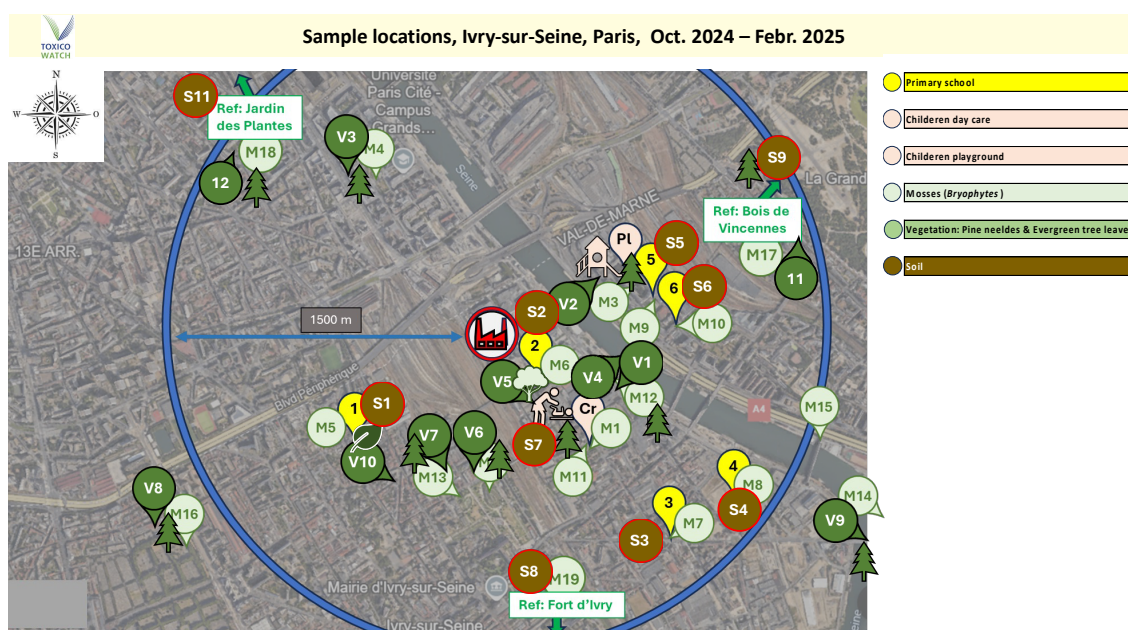 TOXICO
WATCH
Sample locations, Ivry-sur-Seine, Paris, Oct. 2024 – Febr. 2025
N
W
O
S
Primary school
Childeren day care
Childeren playground
Mosses (Bryophytes )
Vegetation: Pine neeldes & Evergreen tree leave
Soil
Université
Paris Cité -
Campus
Grands...
S11
Ref: Jardin
des Plantes
V3
M4
M18
12
Seine
S9
La Grand
VAL-DE-MARNE
Ref: Bois de
Vincennes
13E ARR.
Pl
S5
5
M17
11
6
S6
V2
M3
S2
M9
M10
1500 m
2
M6
V1
V4
V5
M12
Blvd Périphérique
1
S1
Cr
A4
M15
M5
V7
V6
M1
S7
V10
M13
M11
4
M8
V8
M16
3
M7
S4
M14
V9
S3
S8
M19
Mairie d'Ivry-sur-Seine
Ref: Fort d'Ivry
Ivry-sur-Seine